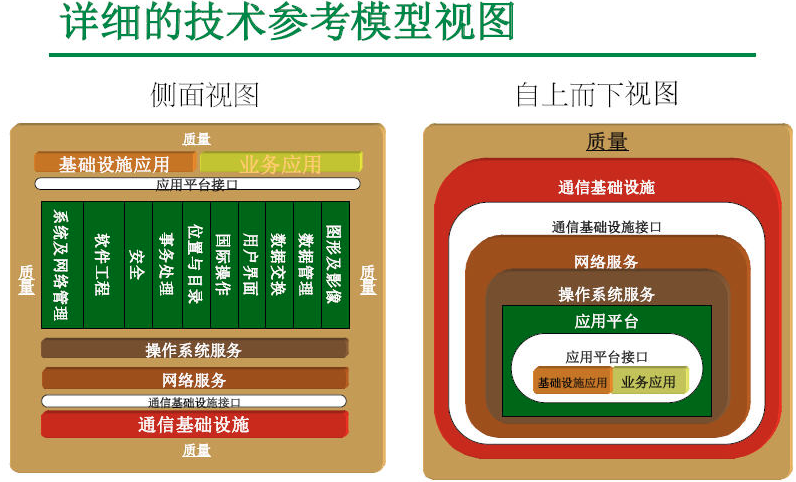 详细的技术参考模型视图
侧面视图
质量
基础设施应用
业务应用
应用平台接口
质量
系统及网络管理
软件工程
安全
事务处理
位置与目录
国际操作
用户界面
数据交换
数据管理
图形及影像
质量
操作系统服务
网络服务
通信基础设施接口
通信基础设施
质量
自上而下视图
质量
通信基础设施
通信基础设施接口
网络服务
操作系统服务
应用平台
应用平台接口
基础设施应用
业务应用